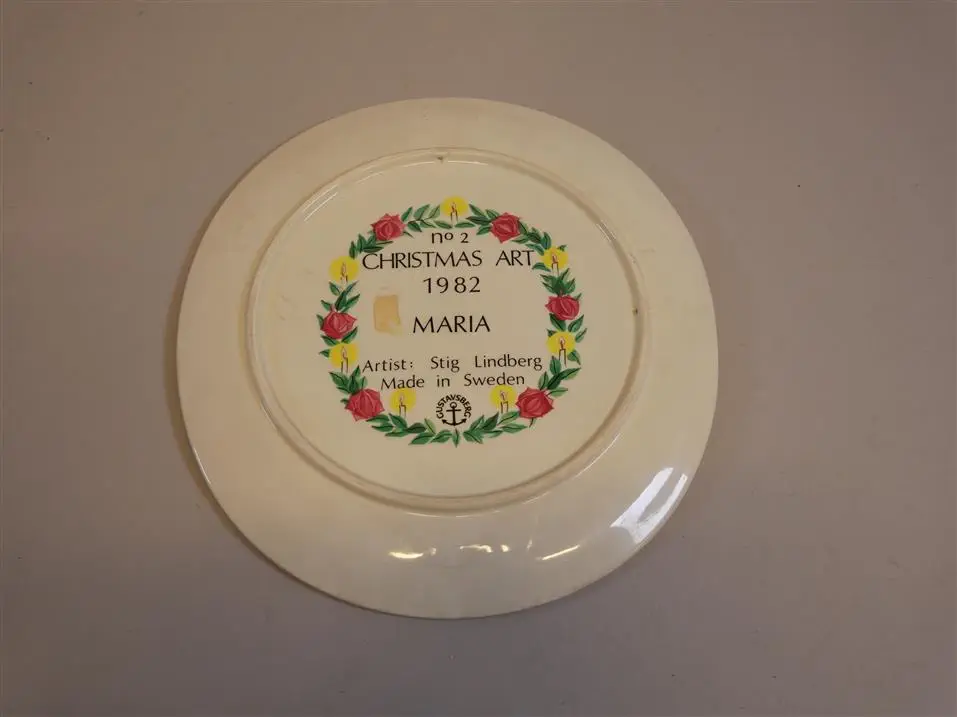 no 2
CHRISTMAS ART
1982
MARIA
Artist: Stig Lindberg
Made in Sweden
GUSTAVSBERG